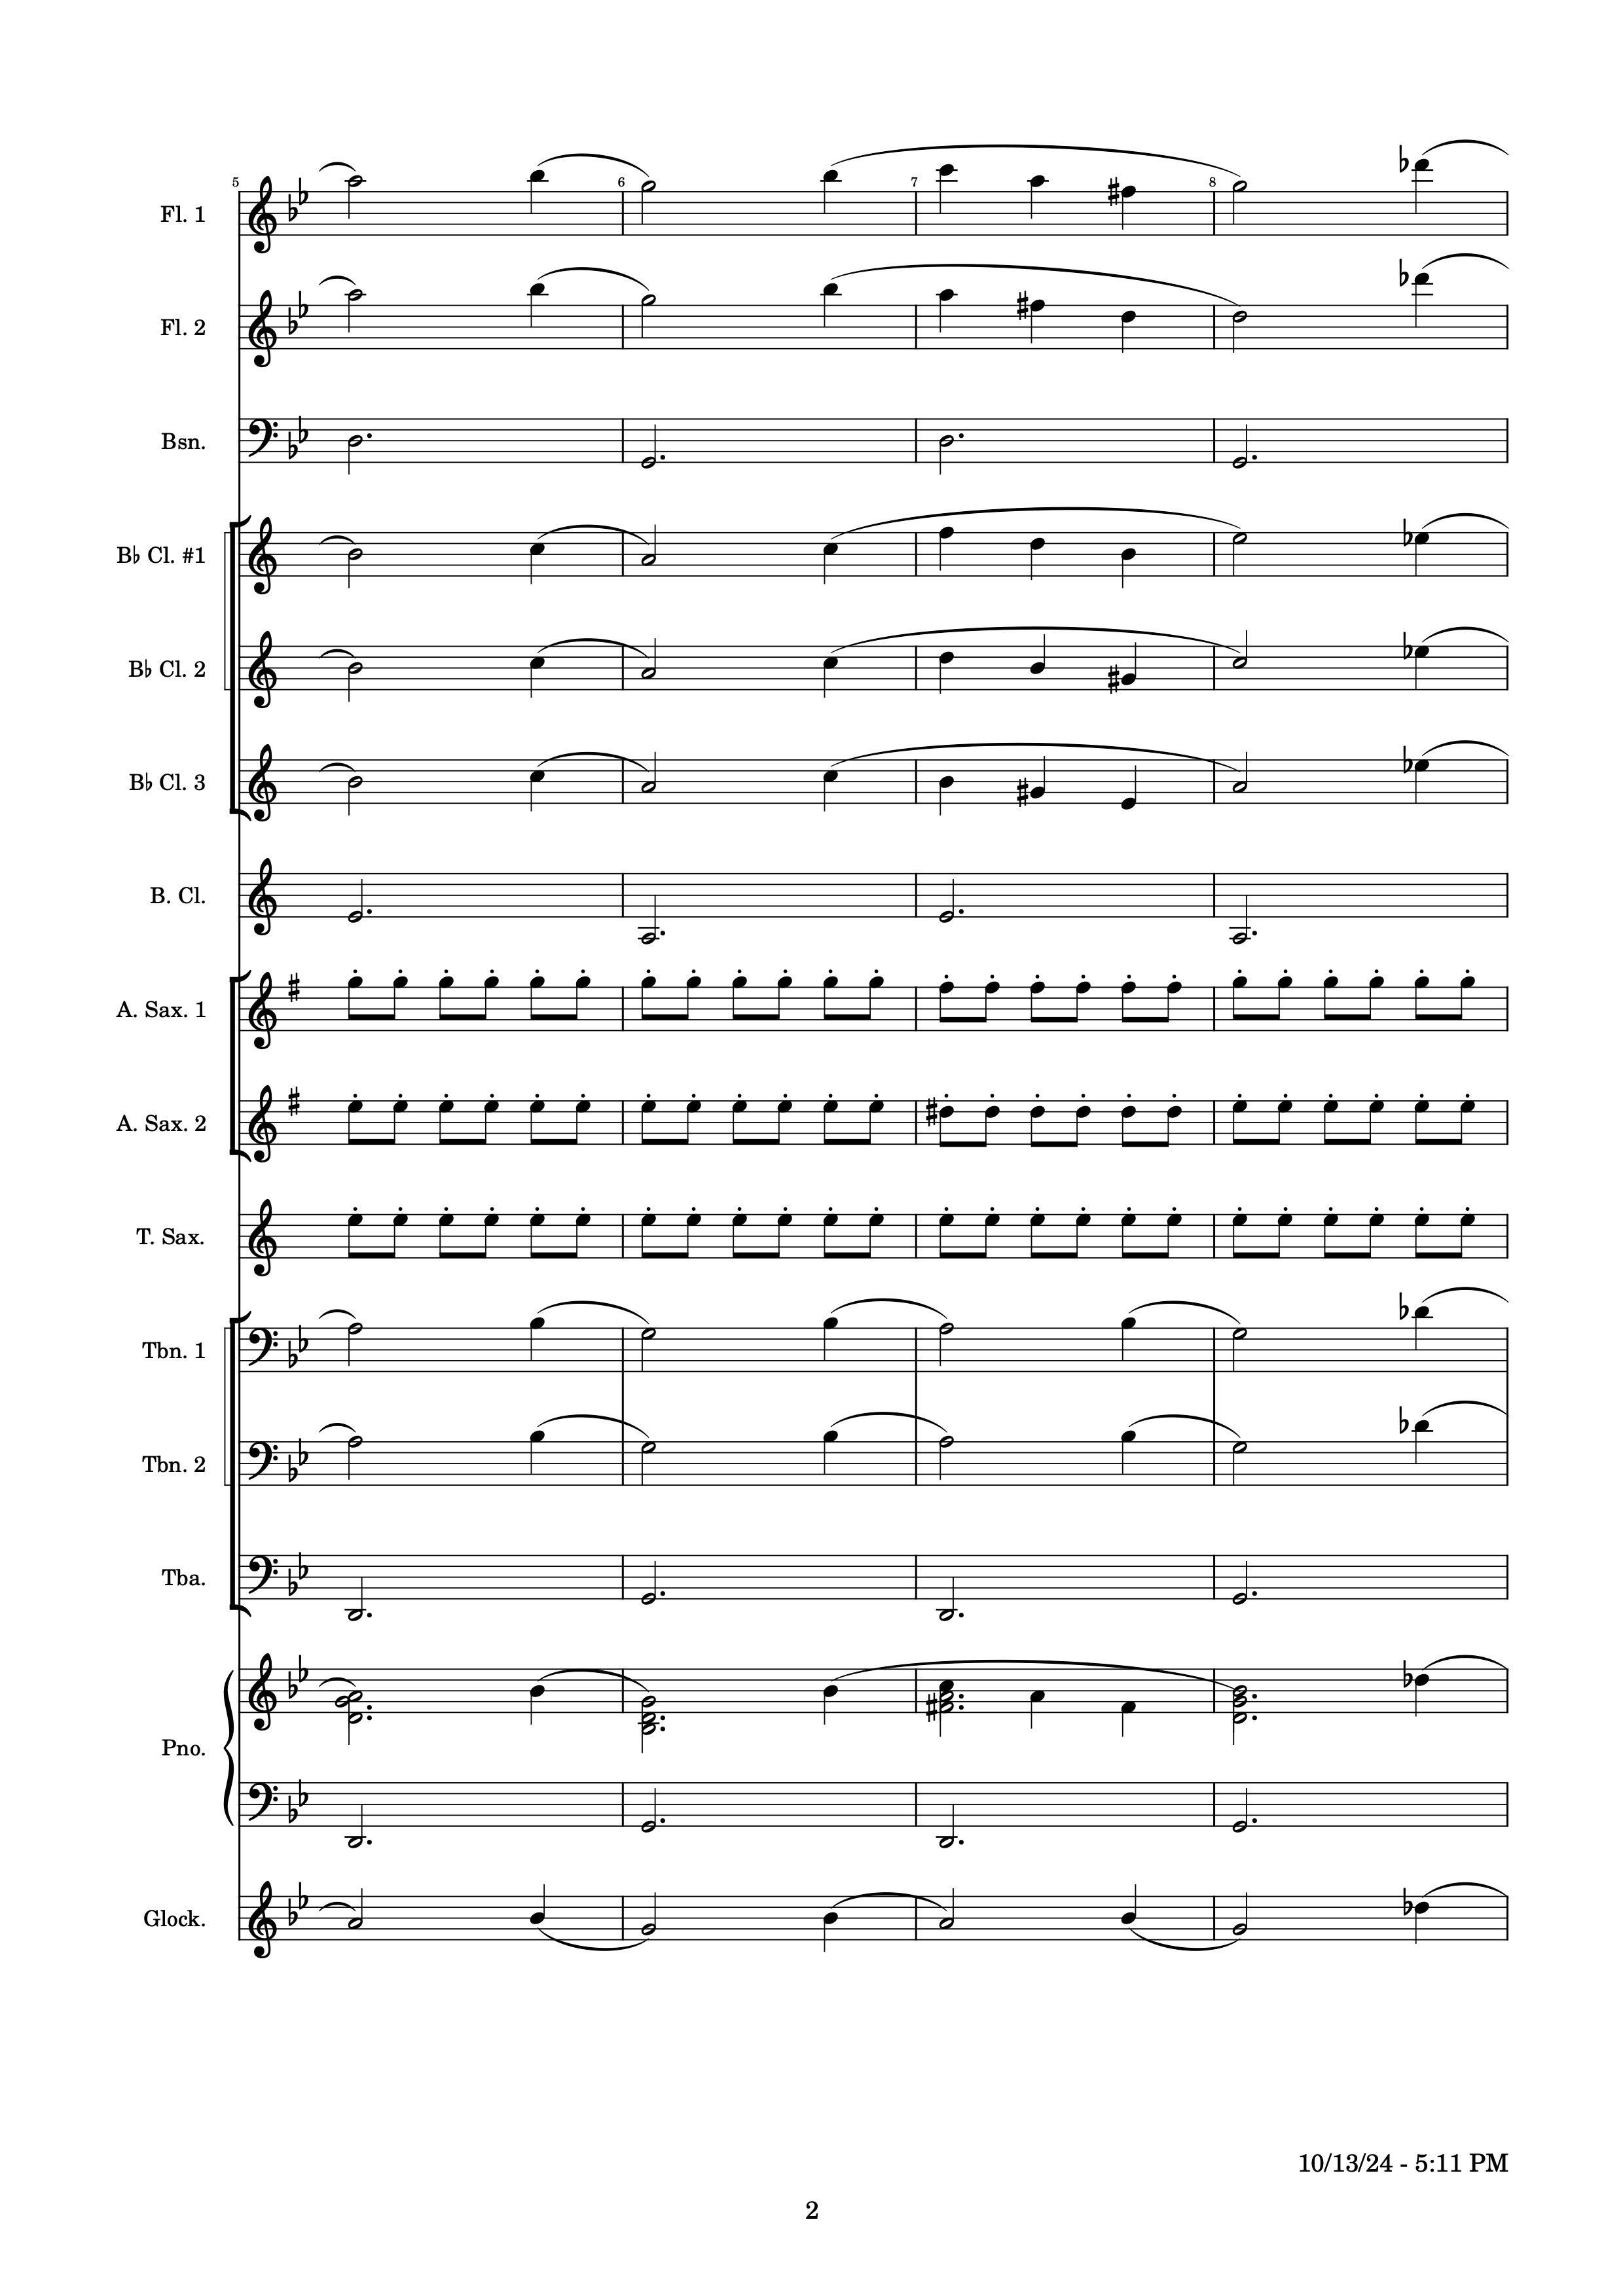 5 6 7 8
Fl. 1
Fl. 2
Bsn.
B♭ Cl. #1
B♭ Cl. 2
B♭ Cl. 3
B. Cl.
A. Sax. 1
A. Sax. 2
T. Sax.
Tbn. 1
Tbn. 2
Tba.
Pno.
Glock.
10/13/24 - 5:11 PM
2